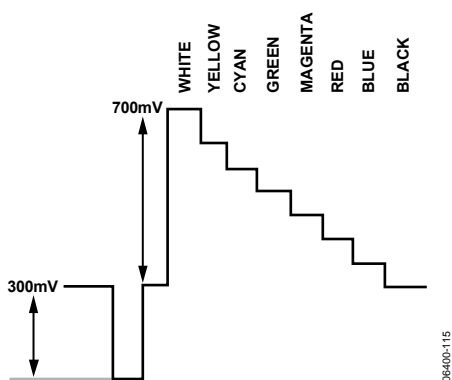 WHITE
YELLOW
CYAN
GREEN
MAGENTA
RED
BLUE
BLACK
700mV
300mV
06400-115